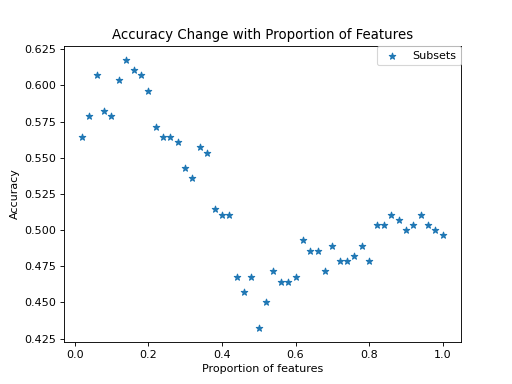 Accuracy Change with Proportion of Features
Subsets
Accuracy
0.625
0.600
0.575
0.550
0.525
0.500
0.475
0.450
0.425
0.0 0.2 0.4 0.6 0.8 1.0
Proportion of features